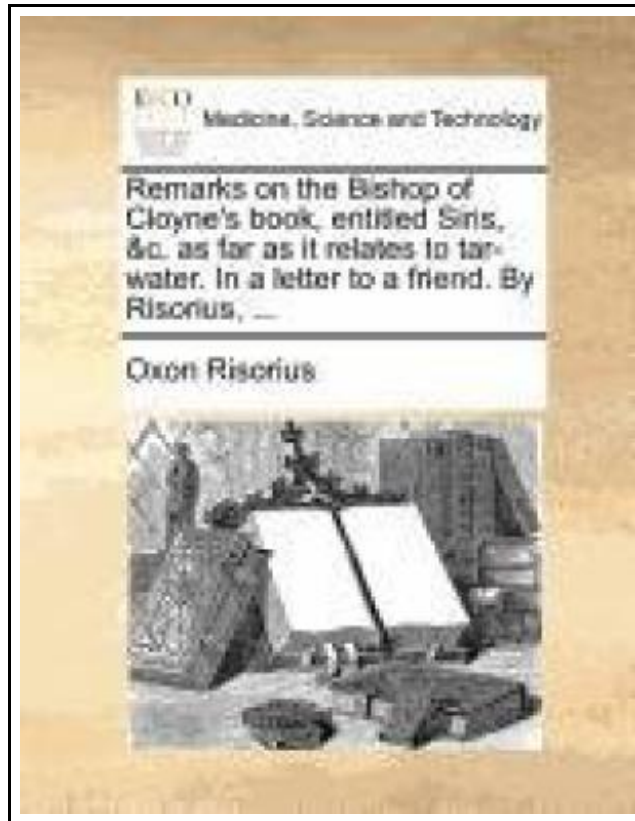 ECCO
Medicine, Science and Technology
Remarks on the Bishop of
Cloyne's book, entitled Siris,
&c. as far as it relates to tar-
water. In a letter to a friend. By
Risorius, ...
Oxon Risorius